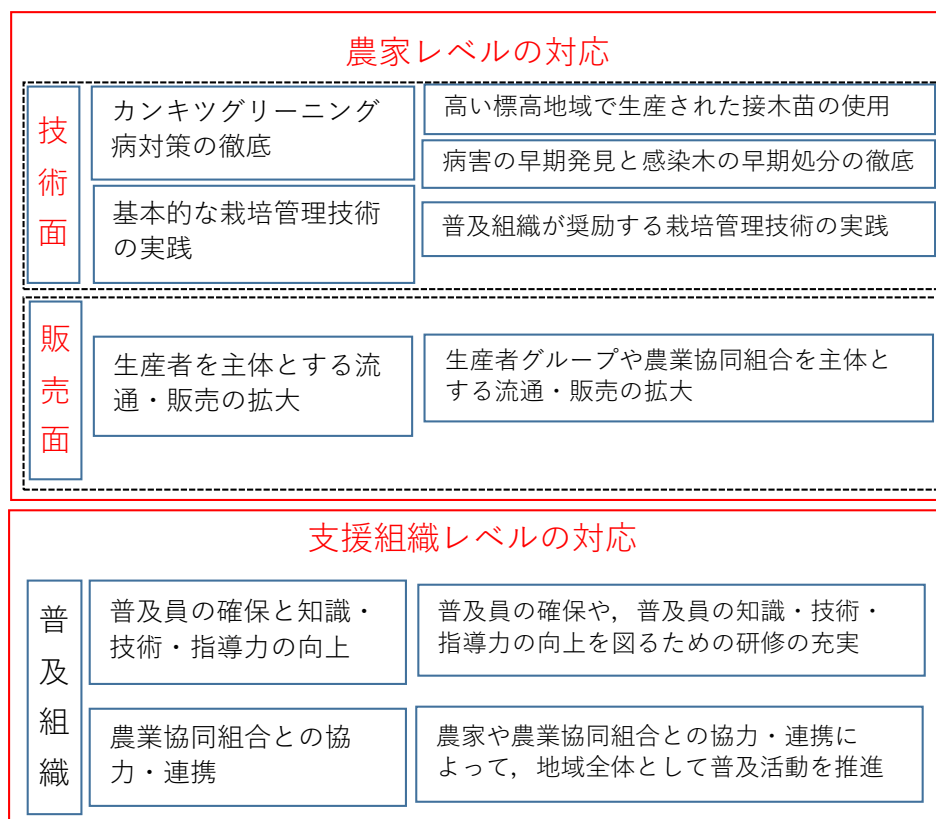 農家レベルの対応
技術面
カンキツグリーニング
病対策の徹底
高い標高地域で生産された接木苗の使用
病害の早期発見と感染木の早期処分の徹底
基本的な栽培管理技術
の実践
普及組織が奨励する栽培管理技術の実践
販売面
生産者を主体とする流
通・販売の拡大
生産者グループや農業協同組合を主体と
する流通・販売の拡大
支援組織レベルの対応
普及組織
普及員の確保と知識・
技術・指導力の向上
普及員の確保や，普及員の知識・技術・
指導力の向上を図るための研修の充実
農業協同組合との協
力・連携
農家や農業協同組合との協力・連携に
よって，地域全体として普及活動を推進